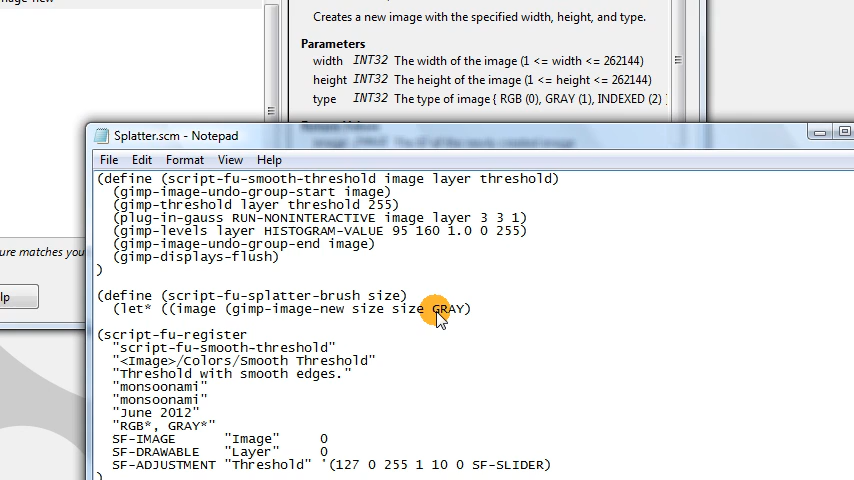 Creates a new image with the specified width, height, and type.
Parameters
width INT32 The width of the image (1 <= width <= 262144)
height INT32 The height of the image (1 <= height <= 262144)
type INT32 The type of image { RGB (0), GRAY (1), INDEXED (2)
Splatter.scm - Notepad
File Edit Format View Help
(define (script-fu-smooth-threshold image layer threshold)
(gimp-image-undo-group-start image)
(gimp-threshold layer threshold 255)
(plug-in-gauss RUN-NONINTERACTIVE image layer 3 3 1)
(gimp-levels layer HISTOGRAM-VALUE 95 160 1.0 0 255)
(gimp-image-undo-group-end image)
(gimp-displays-flush)
)
(define (script-fu-splatter-brush size)
(let* ((image (gimp-image-new size size GRAY)
(script-fu-register
"script-fu-smooth-threshold"
"<Image>/Colors/Smooth Threshold"
"Threshold with smooth edges."
"monsoonami"
"monsoonami"
"June 2012"
"RGB*, GRAY*"
SF-IMAGE "Image" 0
SF-DRAWABLE "Layer" 0
SF-ADJUSTMENT "Threshold" '(127 0 255 1 10 0 SF-SLIDER)
)
ure matches you
lp